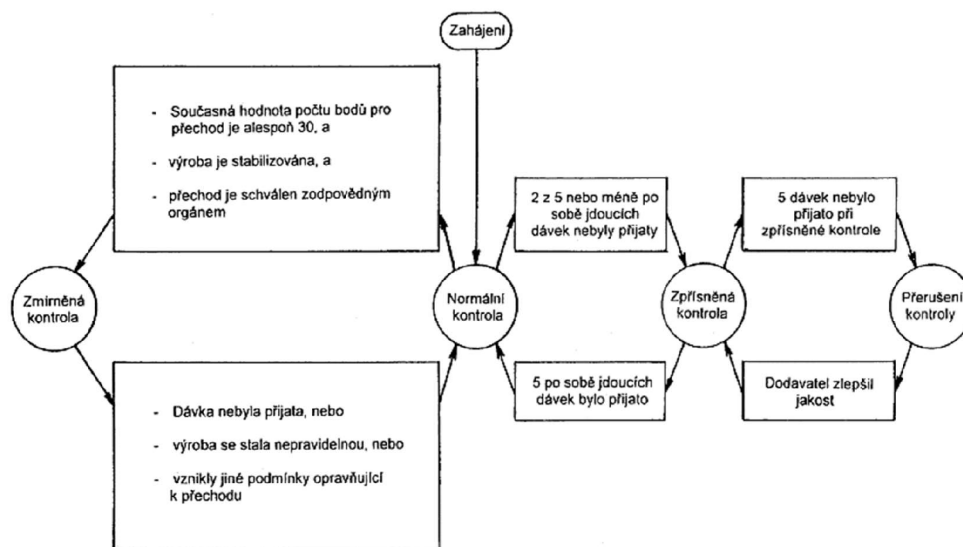 Zahájení
- Současná hodnota počtu bodů pro
přechod je alespoň 30, a
- výroba je stabilizována, a
- přechod je schválen zodpovědným
orgánem
2 z 5 nebo méně po
sobě jdoucích
dávek nebyly přijaty
5 dávek nebylo
přijato při
zpřísněné kontrole
Zmírněná
kontrola
Normální
kontrola
Zpřísněná
kontrola
Přerušení
kontroly
5 po sobě jdoucích
dávek bylo přijato
Dodavatel zlepšil
jakost
- Dávka nebyla přijata, nebo
- výroba se stala nepravidelnou, nebo
- vznikly jiné podmínky opravňující
k přechodu